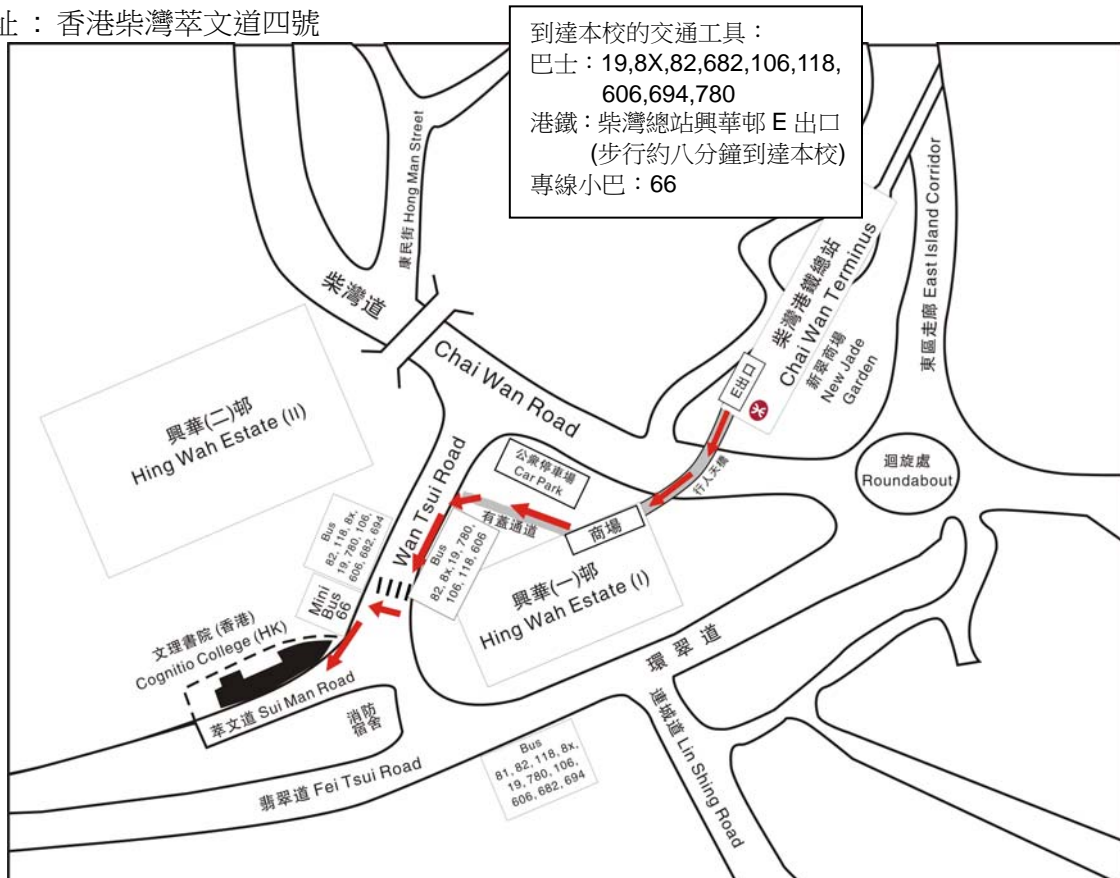 址：香港柴灣萃文道四號
到達本校的交通工具：
巴士：19,8X,82,682,106,118,
606,694,780
港鐵：柴灣總站興華邨 E 出口
(步行約八分鐘到達本校)
專線小巴：66
康民街 Hong Man Street
柴灣道
Chai Wan Road
柴灣港鐵總站
Chai Wan Terminus
新翠商場
New Jade
Garden
東區走廊 East Island Corridor
E出口
行人天橋
迴旋處
Roundabout
興華(二)邨
Hing Wah Estate (II)
Wan Tsui Road
公衆停車場
Car Park
有蓋通道
商場
Bus
82, 118, 8x,
19, 780, 106,
606, 682, 694
Bus
82, 8x, 19, 780,
106, 118, 606
Mini
Bus
66
興華(一)邨
Hing Wah Estate (I)
文理書院 (香港)
Cognitio College (HK)
萃文道 Sui Man Road
消防
宿舍
環翠道
連城道 Lin Shing Road
翡翠道 Fei Tsui Road
Bus
81, 82, 118, 8x,
19, 780, 106,
606, 682, 694